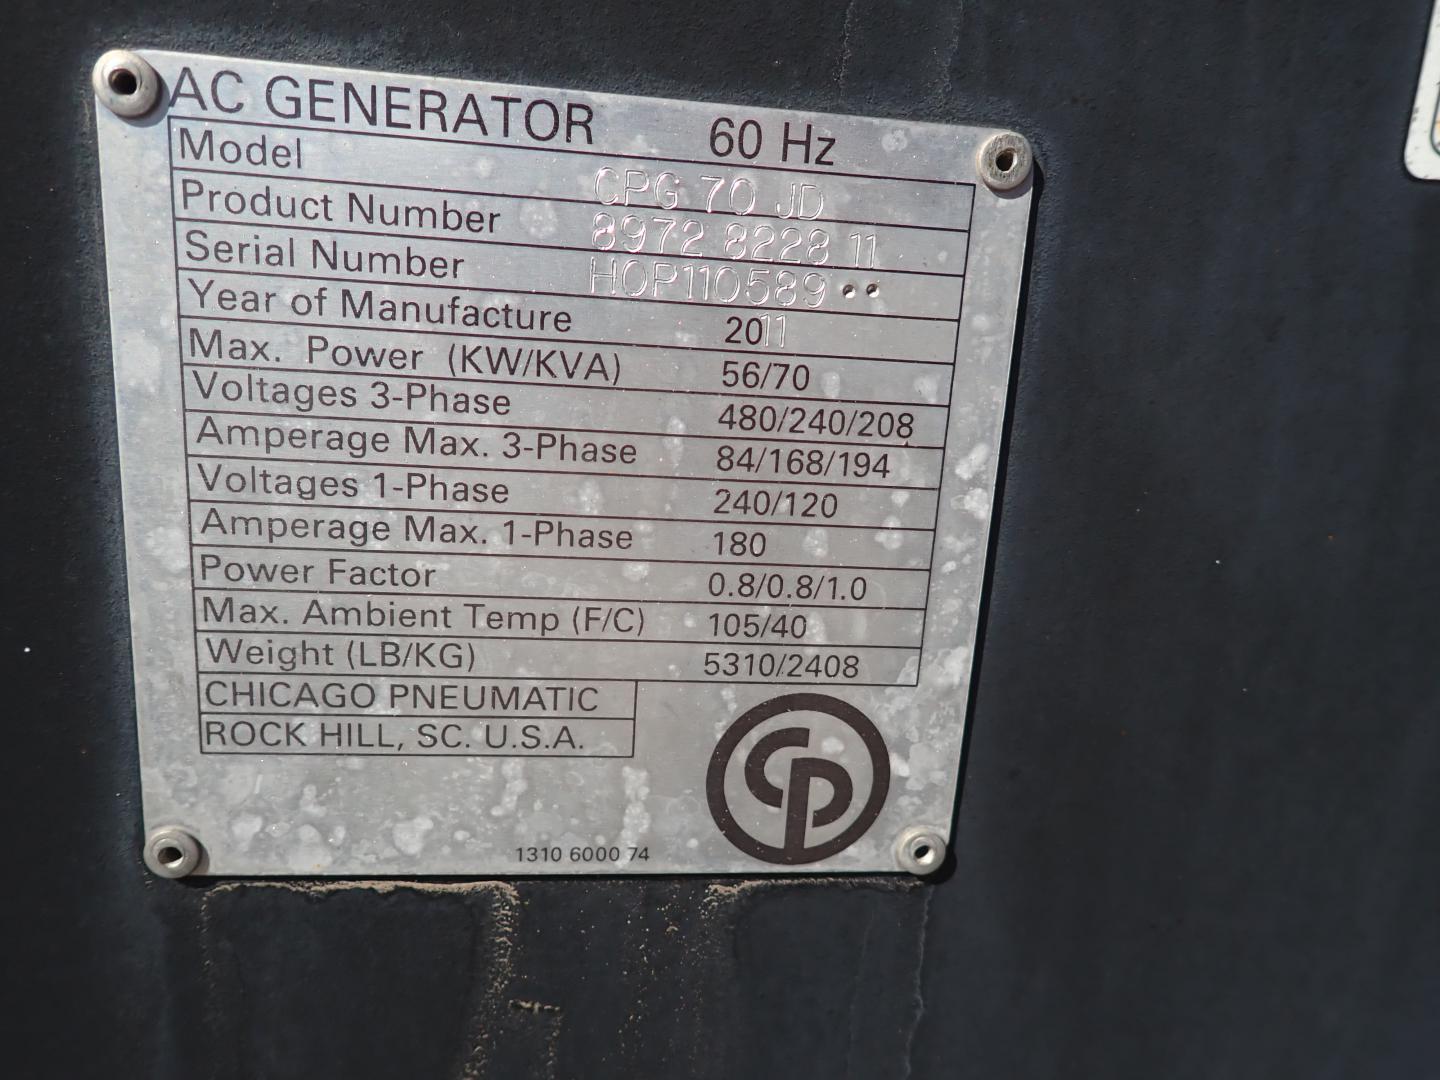 AC GENERATOR 60 Hz
Model CPG 70 JD
Product Number 8972 8228 11
Serial Number HOP110589••
Year of Manufacture 2011
Max. Power (KW/KVA) 56/70
Voltages 3-Phase 480/240/208
Amperage Max. 3-Phase 84/168/194
Voltages 1-Phase 240/120
Amperage Max. 1-Phase 180
Power Factor 0.8/0.8/1.0
Max. Ambient Temp (F/C) 105/40
Weight (LB/KG) 5310/2408
CHICAGO PNEUMATIC
ROCK HILL, SC. U.S.A.
CP
1310 6000 74